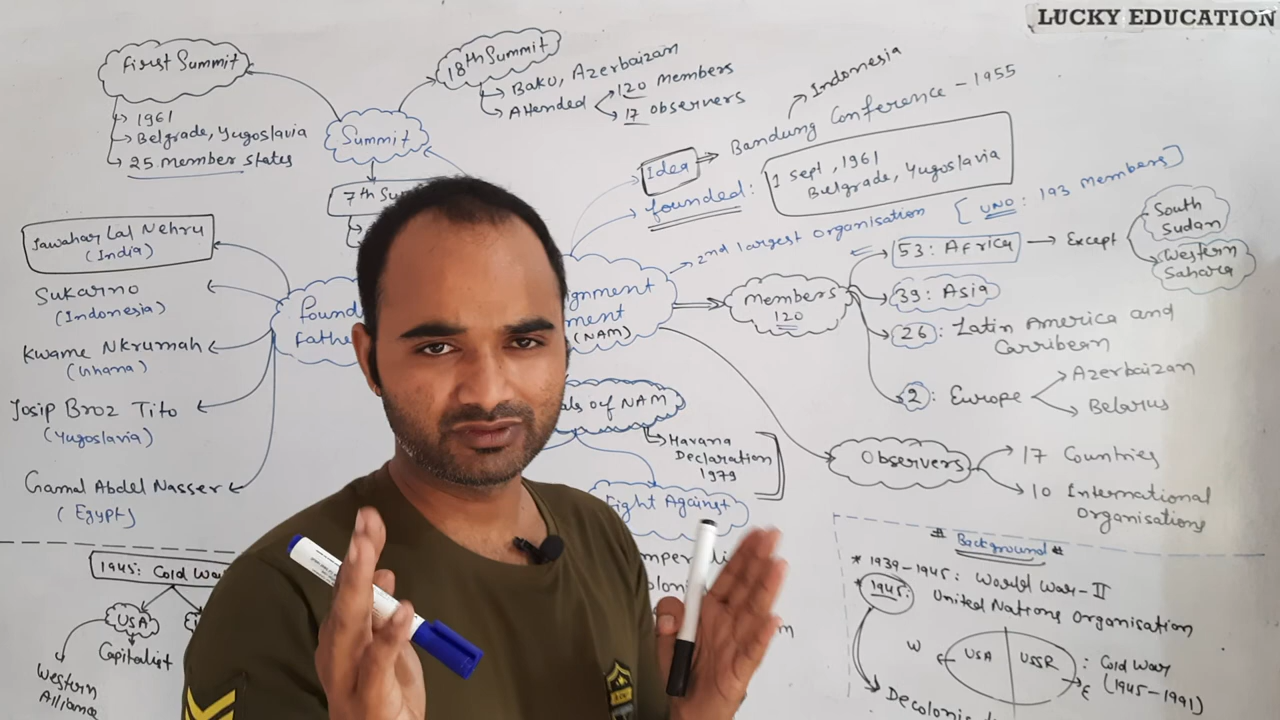 LUCKY EDUCATION
First Summit
1961
Belgrade, Yugoslavia
25 member states
Summit
18th Summit
Baku, Azerbaizan
Attended
120 members
17 observers
7th
Idea
Bandung Conference - 1955
Indonesia
founded:
1 Sept, 1961
Belgrade, Yugoslavia
2nd largest organisation [UNO: 193 Members]
Jawahar Lal Nehru
(India)
Sukarno
(Indonesia)
Kwame Nkrumah
(Ghana)
Josip Broz Tito
(Yugoslavia)
Gamal Abdel Nasser
(Egypt)
(NAM)
members
120
53: Africa
Except
South
Sudan
Western
Sahara
39: Asia
26: Latin America and
Carribean
2: Europe
Azerbaizan
Belarus
Observers
17 Countries
10 International
Organisations
of NAM
Havana
Declaration
1979
Fight Against
# Background #
* 1939-1945: World War-II
* 1945: United Nations Organisation
W
USA
USSR
E
: Cold War
(1945-1991)
1945: Cold
USA
Capitalist
Western
Alliance